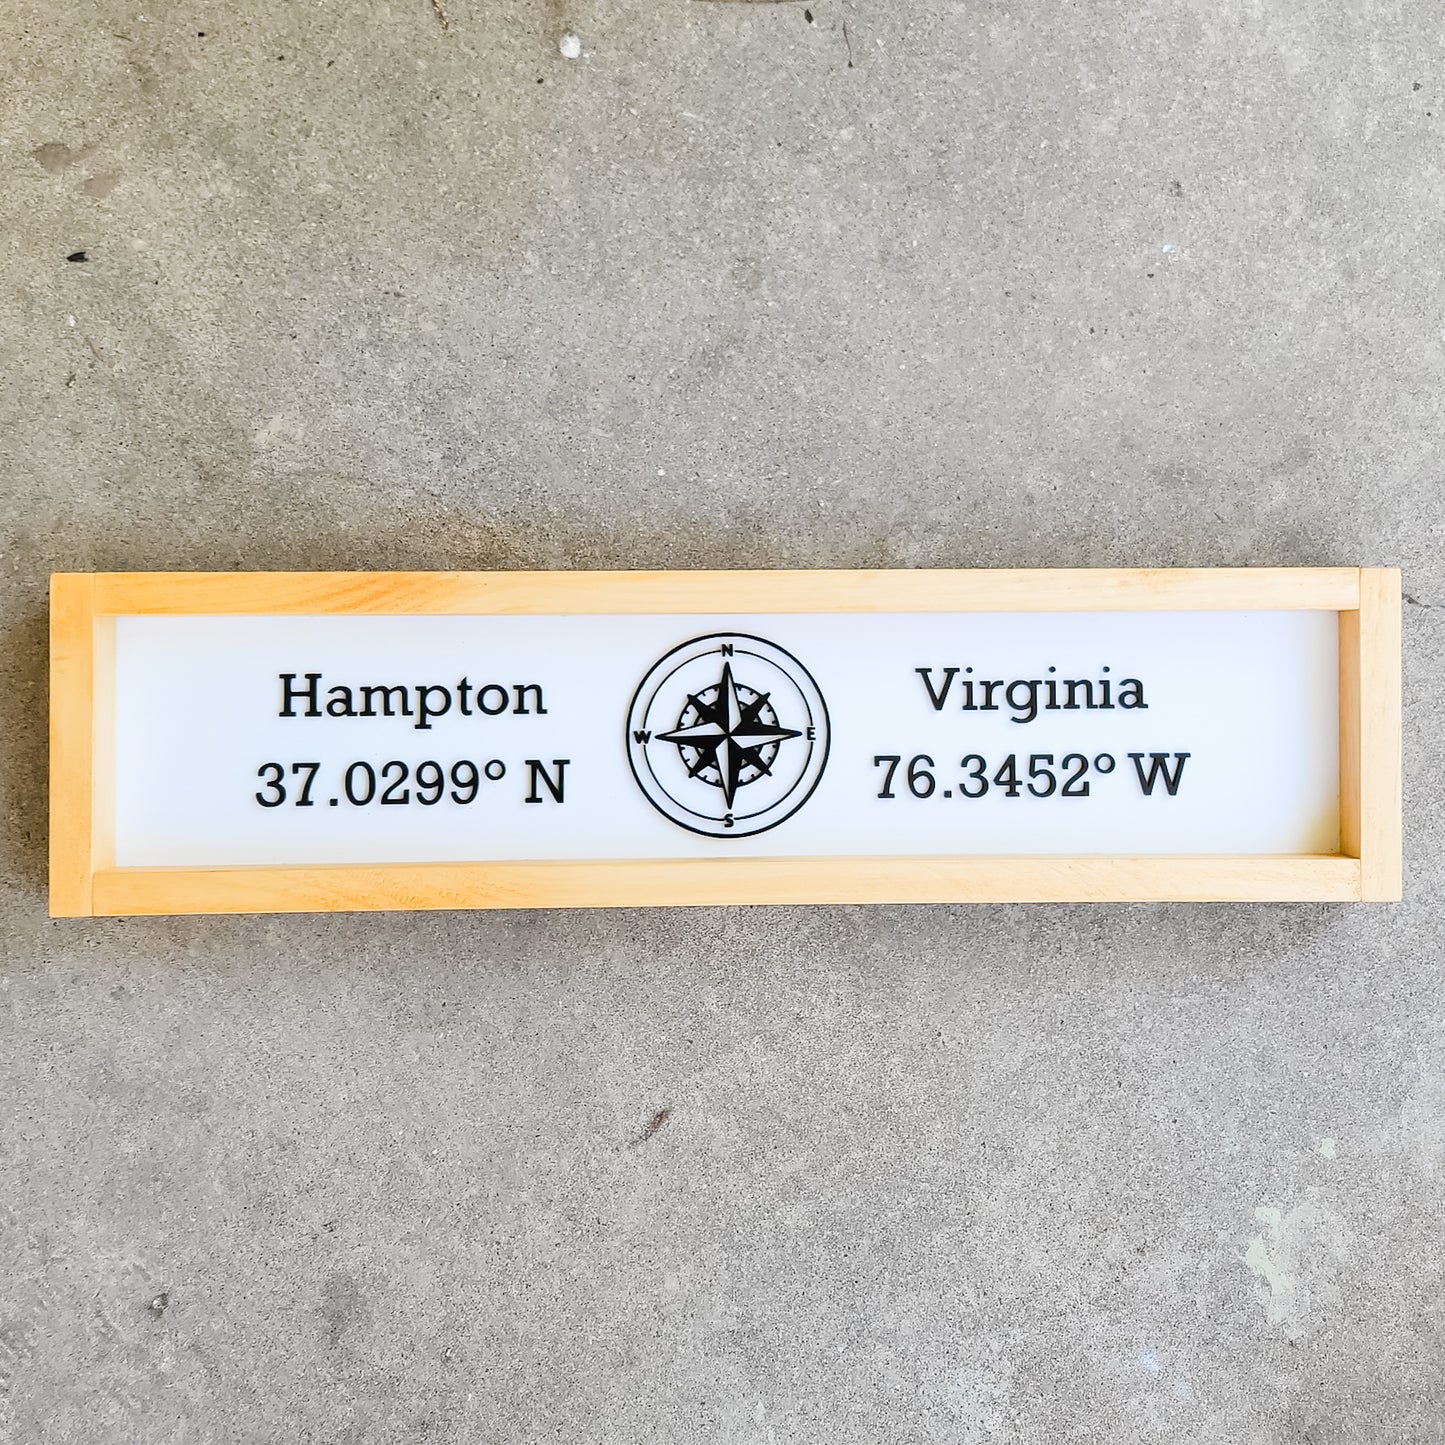 Hampton
37.0299° N
N
W E
S
Virginia
76.3452° W